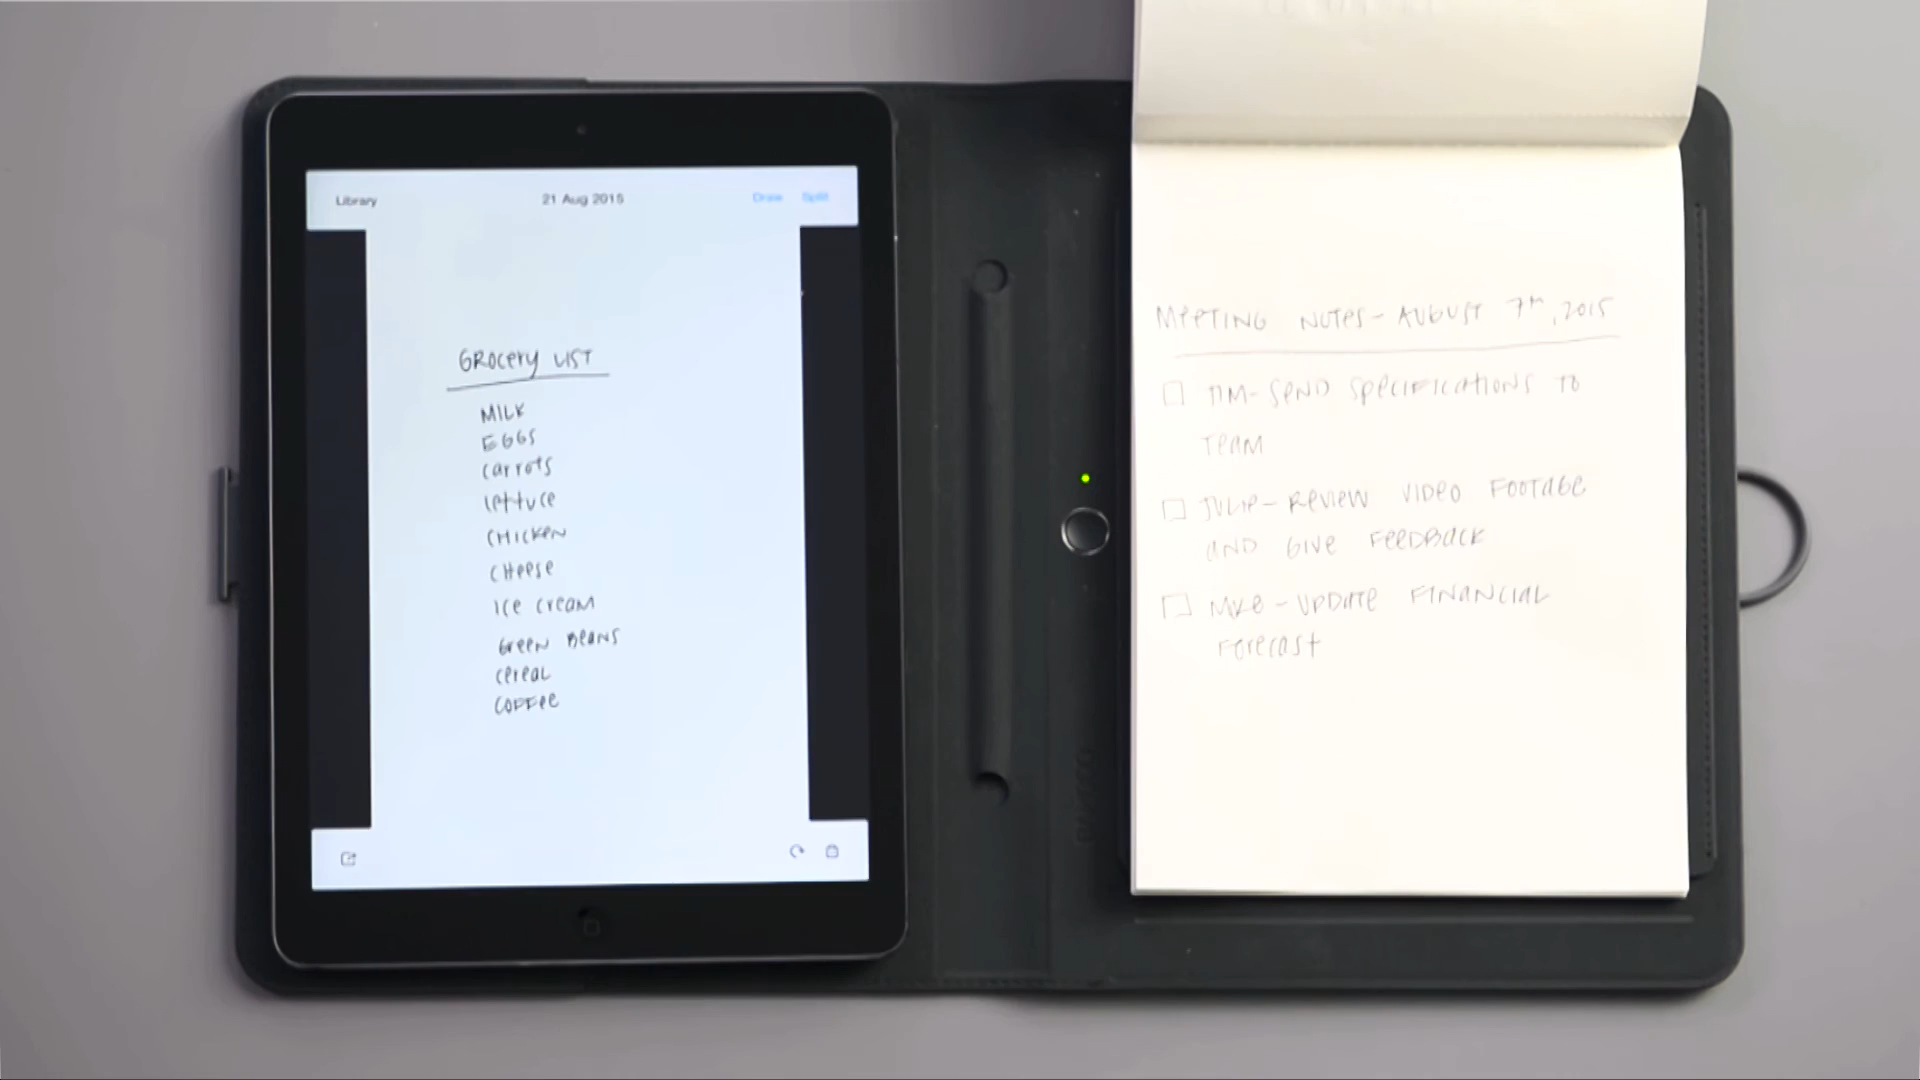 Library
21 Aug 2015
Draw
Split
GROCERY LIST
MILK
EGGS
CARROTS
LETTUCE
CHICKEN
CHEESE
ICE CREAM
GREEN BEANS
CEREAL
COFFEE
MEETING NOTES - AUGUST 7TH, 2015
TIM - SEND SPECIFICATIONS TO
TEAM
JULIE - REVIEW VIDEO FOOTAGE
AND GIVE FEEDBACK
MIKE - UPDATE FINANCIAL
FORECAST